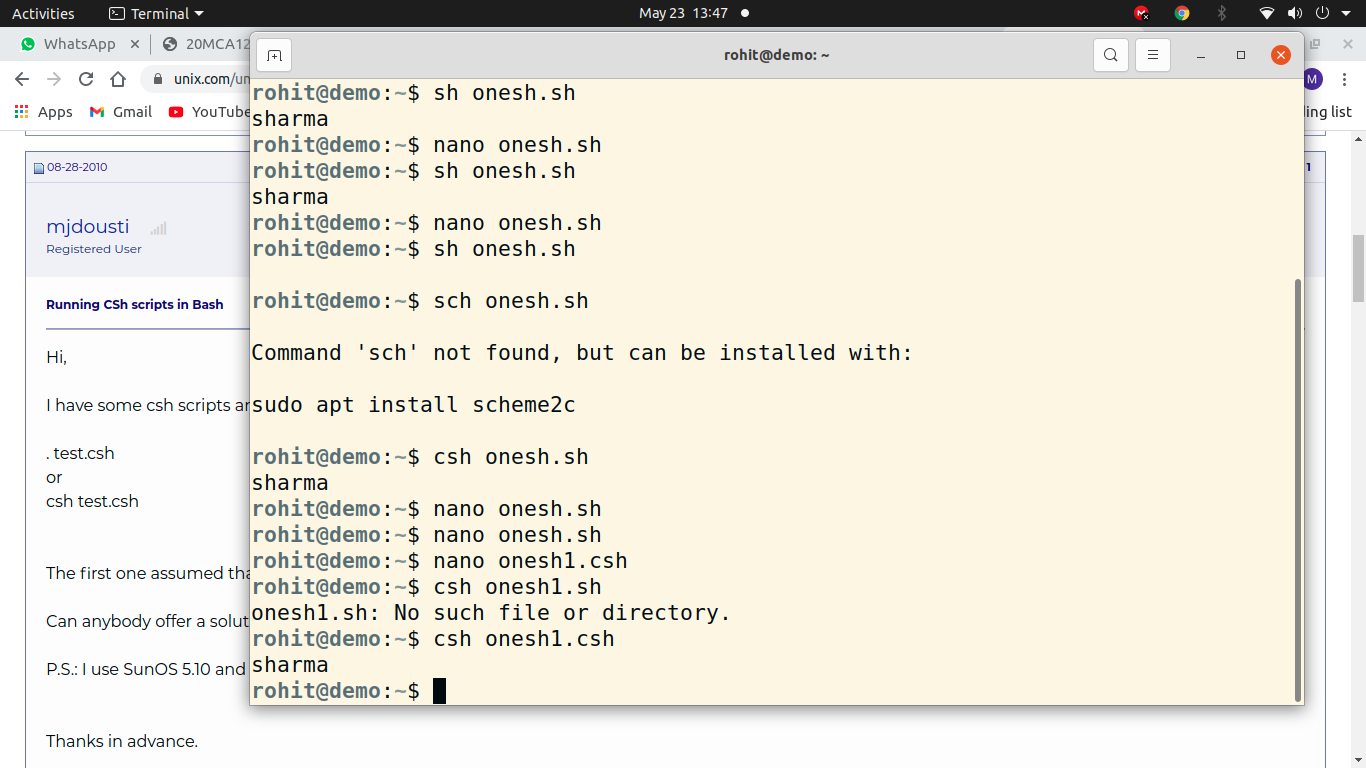 Activities Terminal May 23 13:47
WhatsApp 20MCA12
rohit@demo: ~
unix.com/un
M
Apps Gmail YouTube
ing list
08-28-2010
1
mjdousti
Registered User
Running CSh scripts in Bash
Hi,
I have some csh scripts an
. test.csh
or
csh test.csh
The first one assumed tha
Can anybody offer a solut
P.S.: I use SunOS 5.10 and
Thanks in advance.
rohit@demo:~$ sh onesh.sh
sharma
rohit@demo:~$ nano onesh.sh
rohit@demo:~$ sh onesh.sh
sharma
rohit@demo:~$ nano onesh.sh
rohit@demo:~$ sh onesh.sh
rohit@demo:~$ sch onesh.sh
Command 'sch' not found, but can be installed with:
sudo apt install scheme2c
rohit@demo:~$ csh onesh.sh
sharma
rohit@demo:~$ nano onesh.sh
rohit@demo:~$ nano onesh.sh
rohit@demo:~$ nano onesh1.csh
rohit@demo:~$ csh onesh1.sh
onesh1.sh: No such file or directory.
rohit@demo:~$ csh onesh1.csh
sharma
rohit@demo:~$